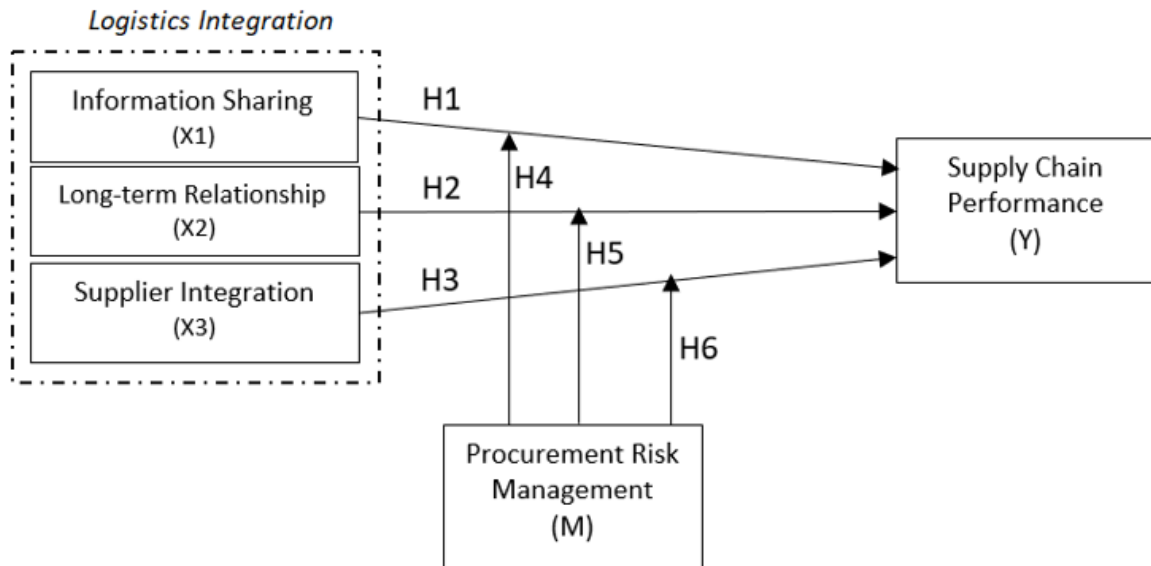 Logistics Integration
Information Sharing
(X1)
Long-term Relationship
(X2)
Supplier Integration
(X3)
H1
H2
H3
H4
H5
H6
Supply Chain
Performance
(Y)
Procurement Risk
Management
(M)